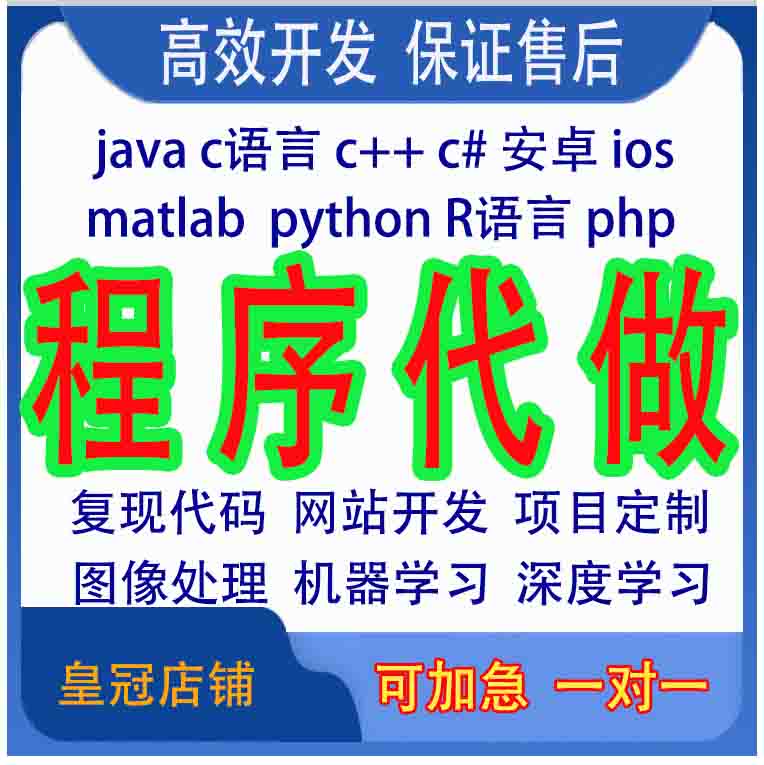 高效开发 保证售后
java c语言 c++ c# 安卓 ios
matlab python R语言 php
程序代做
复现代码 网站开发 项目定制
图像处理 机器学习 深度学习
皇冠店铺 可加急 一对一